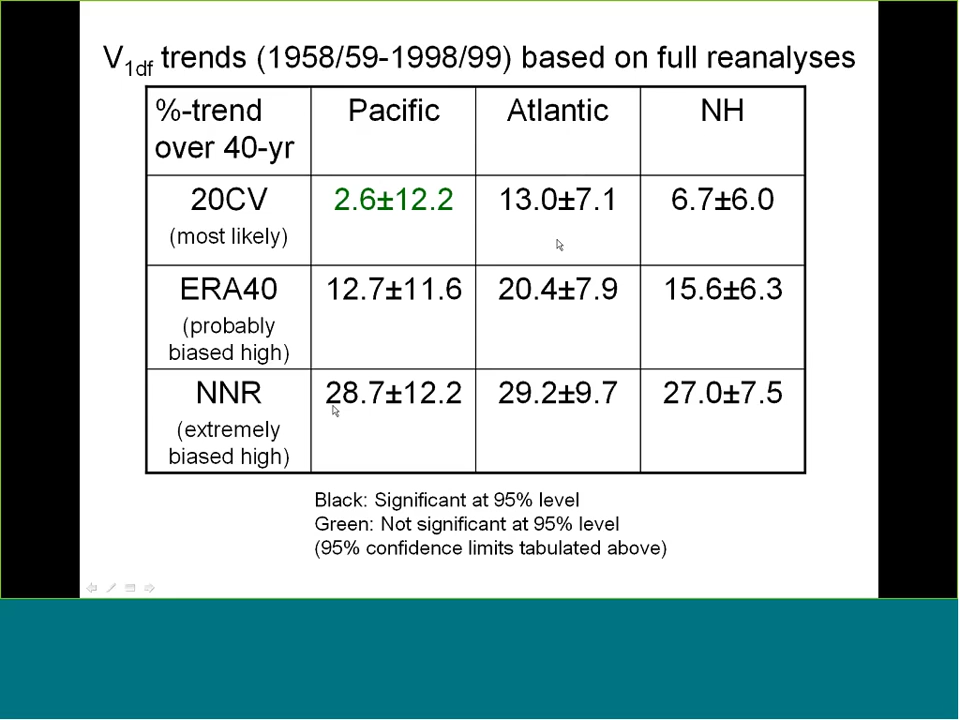 V1df trends (1958/59-1998/99) based on full reanalyses
%-trend over 40-yr Pacific Atlantic NH
20CV (most likely) 2.6±12.2 13.0±7.1 6.7±6.0
ERA40 (probably biased high) 12.7±11.6 20.4±7.9 15.6±6.3
NNR (extremely biased high) 28.7±12.2 29.2±9.7 27.0±7.5
Black: Significant at 95% level
Green: Not significant at 95% level
(95% confidence limits tabulated above)